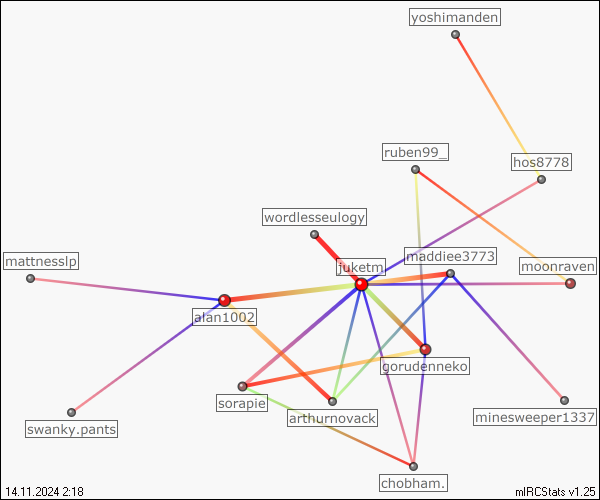 yoshimanden
ruben99_
hos8778
wordlesseulogy
maddiee3773
mattnesslp
juketm
moonraven
alan1002
gorudenneko
sorapie
arthurnovack
minesweeper1337
swanky.pants
chobham.
14.11.2024 2:18
mIRCStats v1.25